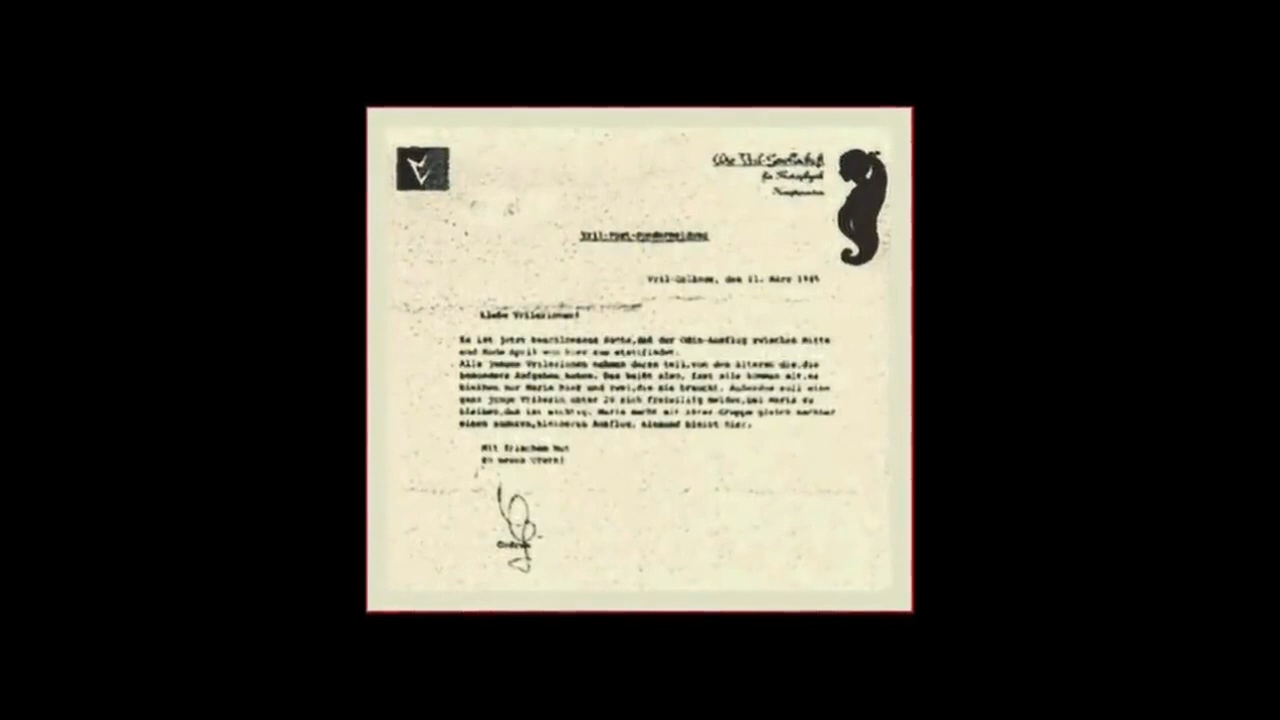 Die Vril-Gesellschaft
Vril-Post-Sondermeldung
den 11. März 1945
Liebe Vrilerinnen!
Es ist jetzt beschlossene Sache,daß der Odin-Ausflug zwischen Mitte
und Ende April von hier aus stattfindet.
Alle jungen Vrilerinnen nehmen daran teil,von den älteren die,die
besondere Aufgaben haben. Das heißt also, fast alle kommen mit,es
bleiben nur Maria hier und zwei,die sie braucht. Außerdem soll eine
ganz junge Vrilerin unter 20 sich freiwillig melden,bei Maria zu
bleiben,das ist wichtig. Maria macht mit ihrer Gruppe gleich nachher
einen anderen,kleineren Ausflug. niemand bleibt hier.
Mit frischem Mut
zu neuen Ufern!